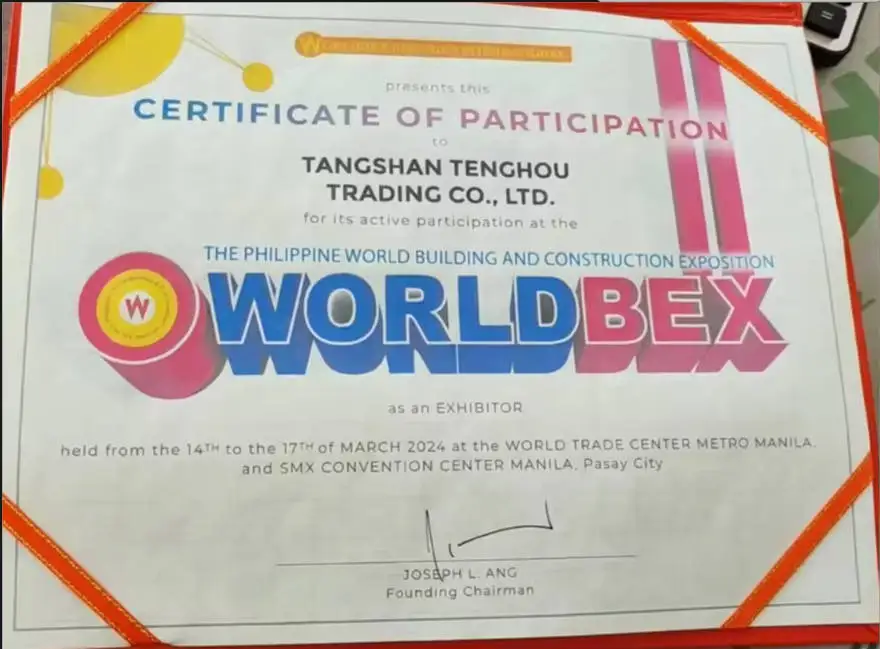 presents this
CERTIFICATE OF PARTICIPATION
to
TANGSHAN TENGHOU
TRADING CO., LTD.
for its active participation at the
THE PHILIPPINE WORLD BUILDING AND CONSTRUCTION EXPOSITION
W
WORLDBEX
as an EXHIBITOR
held from the 14TH to the 17TH of MARCH 2024 at the WORLD TRADE CENTER METRO MANILA.
and SMX CONVENTION CENTER MANILA, Pasay City
JOSEPH L. ANG
Founding Chairman